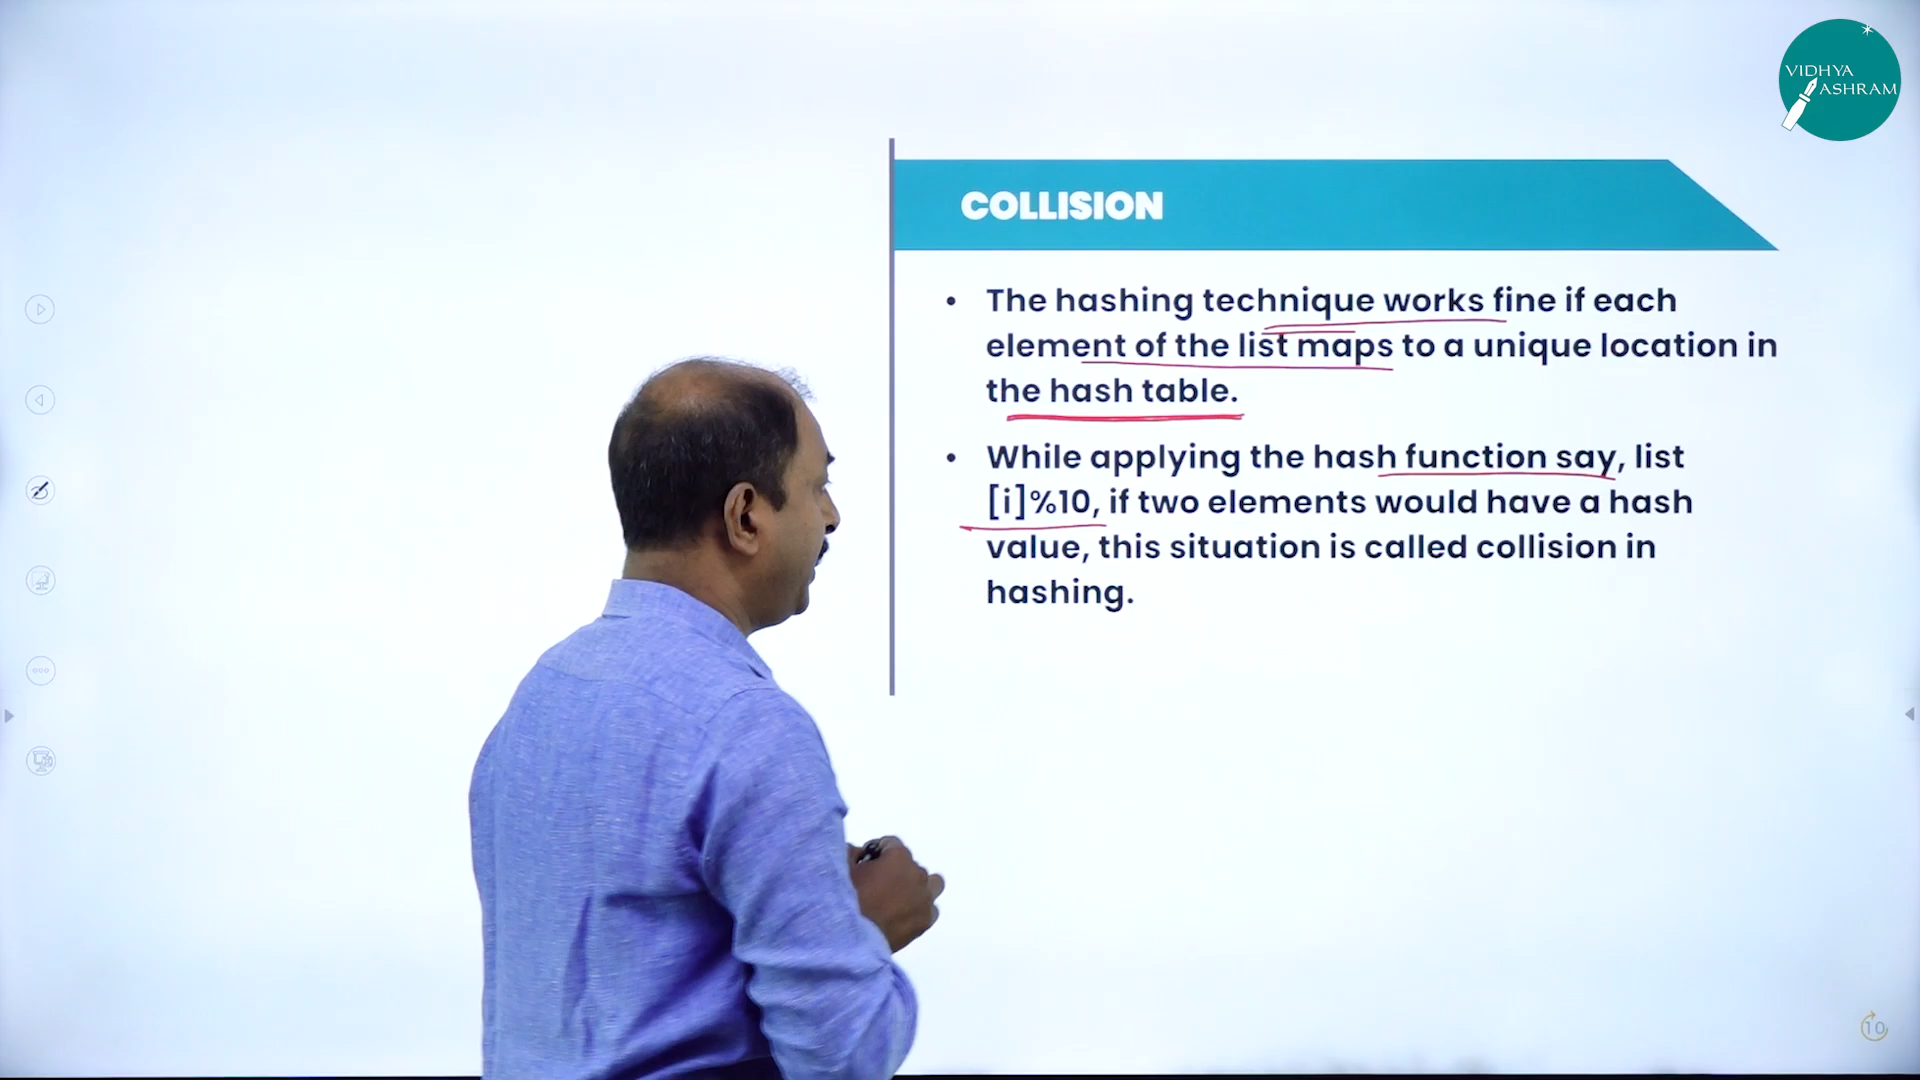 VIDHYA
ASHRAM
COLLISION
• The hashing technique works fine if each
element of the list maps to a unique location in
the hash table.
• While applying the hash function say, list
[i]%10, if two elements would have a hash
value, this situation is called collision in
hashing.
10